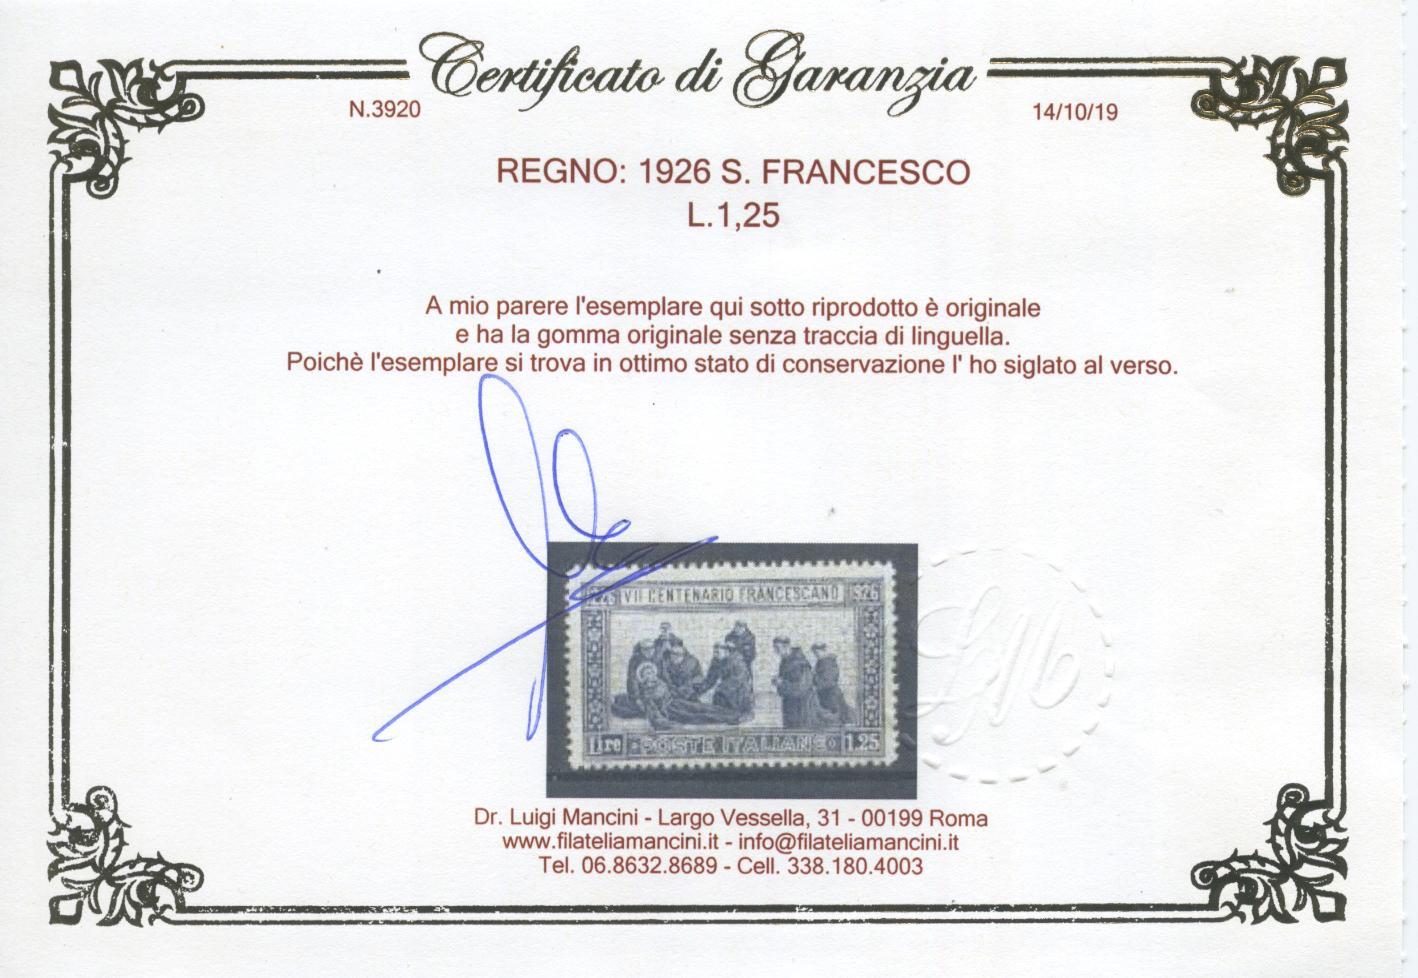 Certificato di Garanzia
N.3920
14/10/19
REGNO: 1926 S. FRANCESCO
L.1,25
A mio parere l'esemplare qui sotto riprodotto è originale
e ha la gomma originale senza traccia di linguella.
Poichè l'esemplare si trova in ottimo stato di conservazione l' ho siglato al verso.
1226 VII CENTENARIO FRANCESCANO 1926
Lire POSTE ITALIANE 1.25
Dr. Luigi Mancini - Largo Vessella, 31 - 00199 Roma
www.filateliamancini.it - info@filateliamancini.it
Tel. 06.8632.8689 - Cell. 338.180.4003